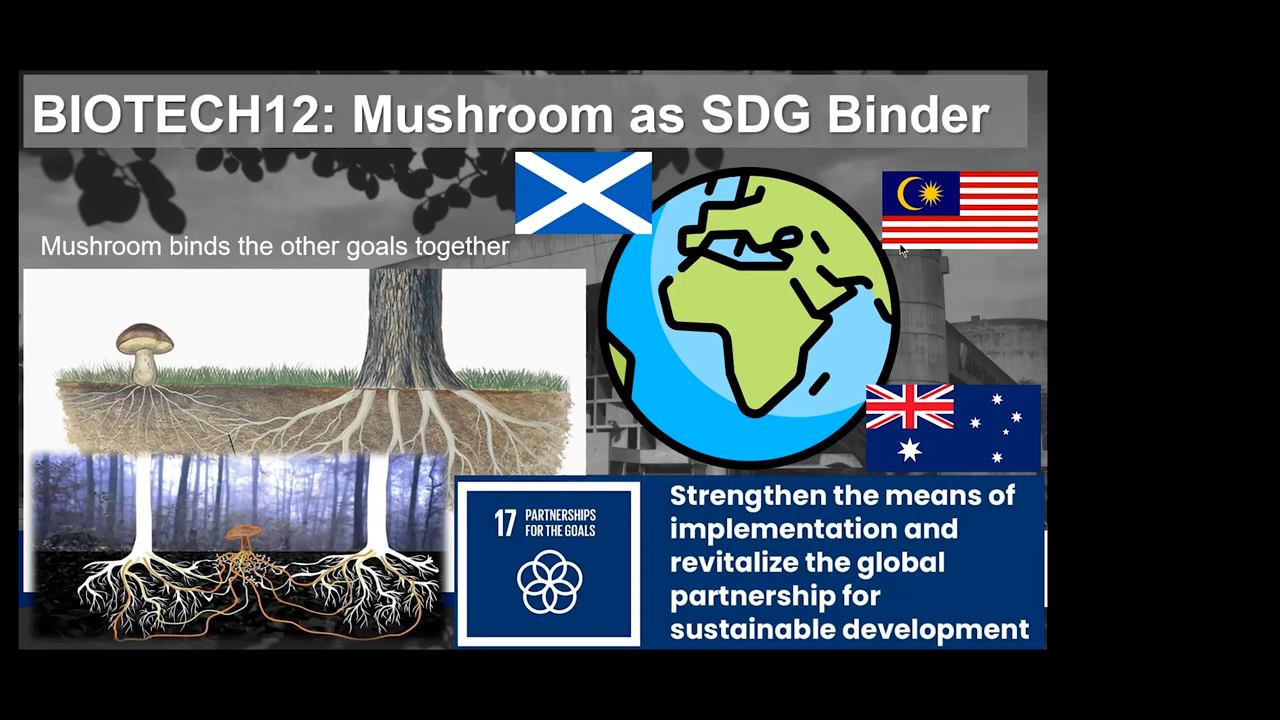 BIOTECH12: Mushroom as SDG Binder
Mushroom binds the other goals together
17 PARTNERSHIPS
FOR THE GOALS
Strengthen the means of
implementation and
revitalize the global
partnership for
sustainable development